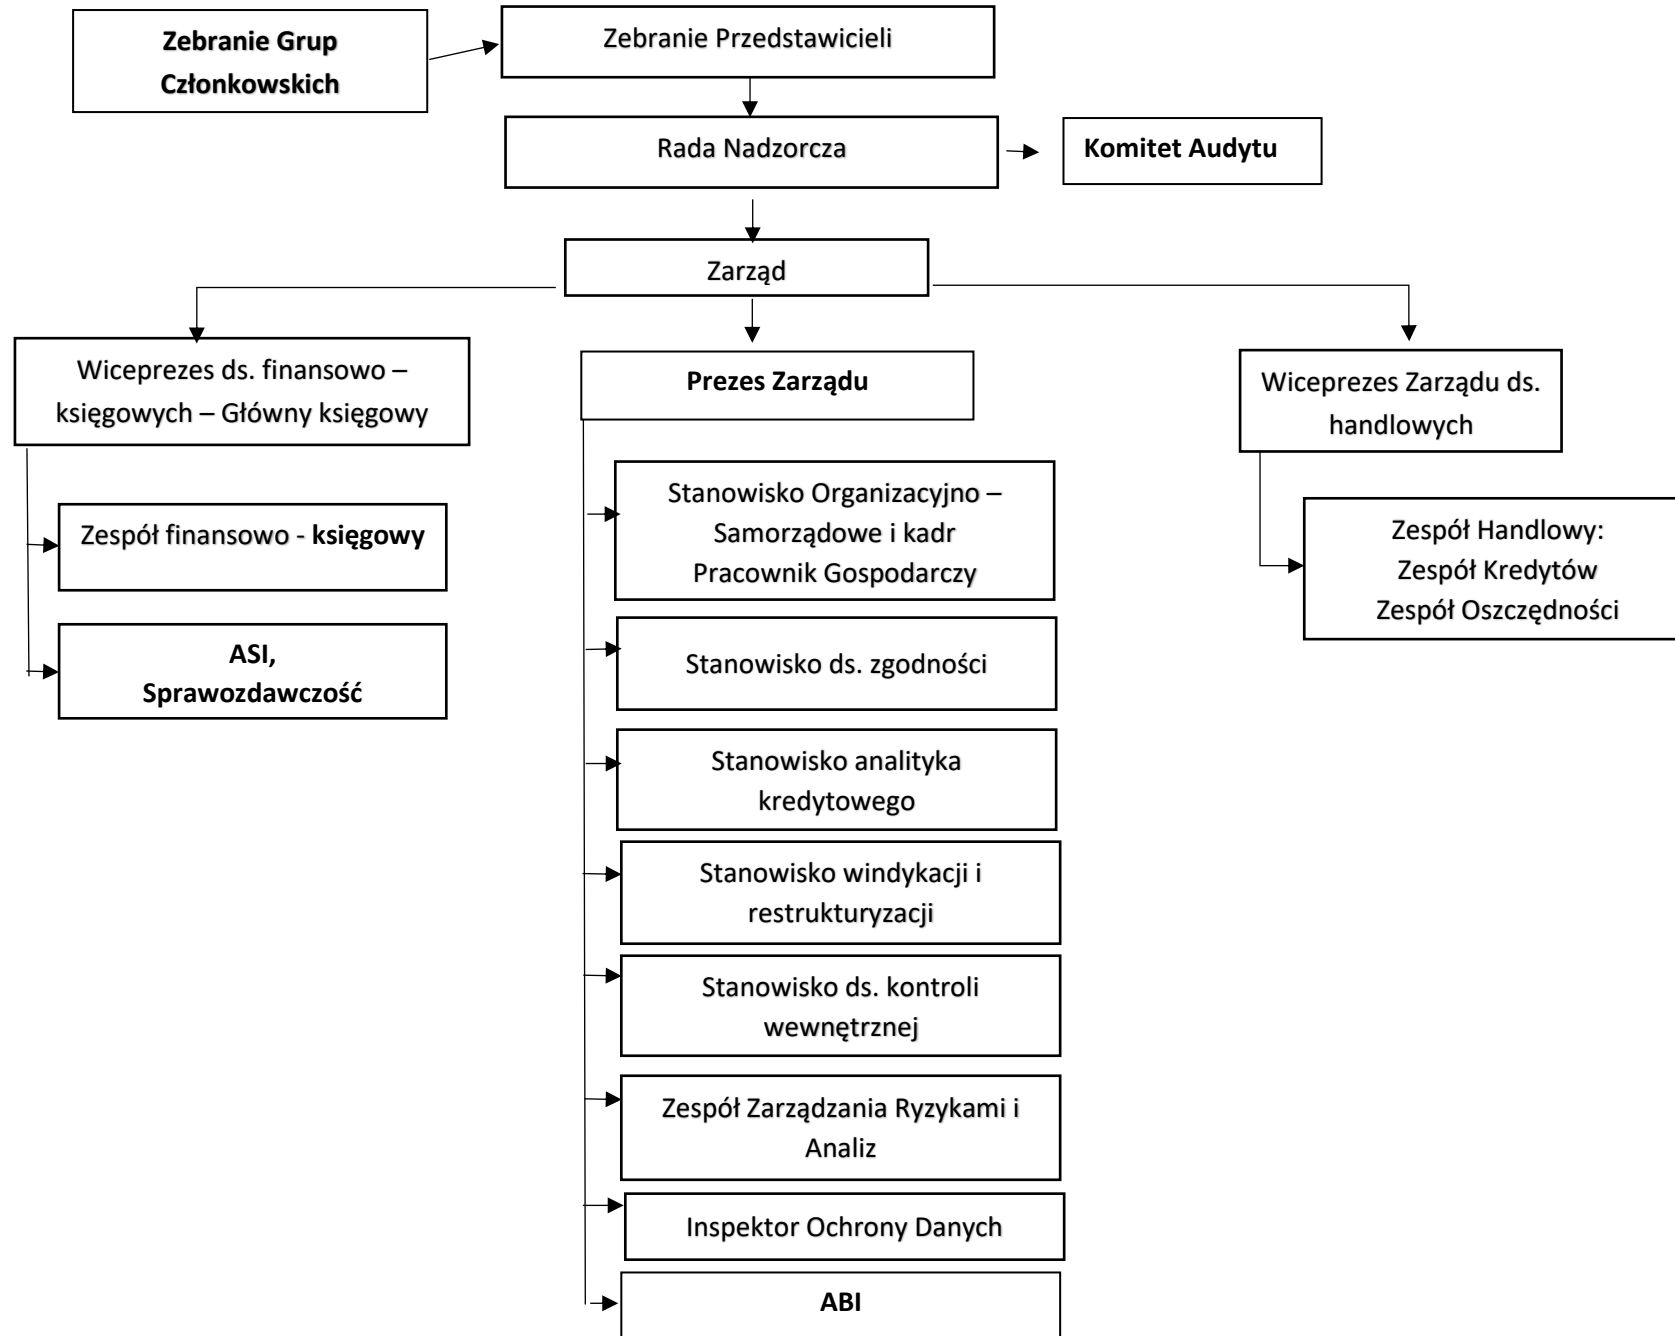 Zebranie Grup
Członkowskich
Zebranie Przedstawicieli
Rada Nadzorcza
Komitet Audytu
Zarząd
Wiceprezes ds. finansowo –
księgowych – Główny księgowy
Prezes Zarządu
Wiceprezes Zarządu ds.
handlowych
Zespół finansowo - księgowy
ASI,
Sprawozdawczość
Stanowisko Organizacyjno –
Samorządowe i kadr
Pracownik Gospodarczy
Stanowisko ds. zgodności
Stanowisko analityka
kredytowego
Stanowisko windykacji i
restrukturyzacji
Stanowisko ds. kontroli
wewnętrznej
Zespół Zarządzania Ryzykami i
Analiz
Inspektor Ochrony Danych
ABI
Zespół Handlowy:
Zespół Kredytów
Zespół Oszczędności